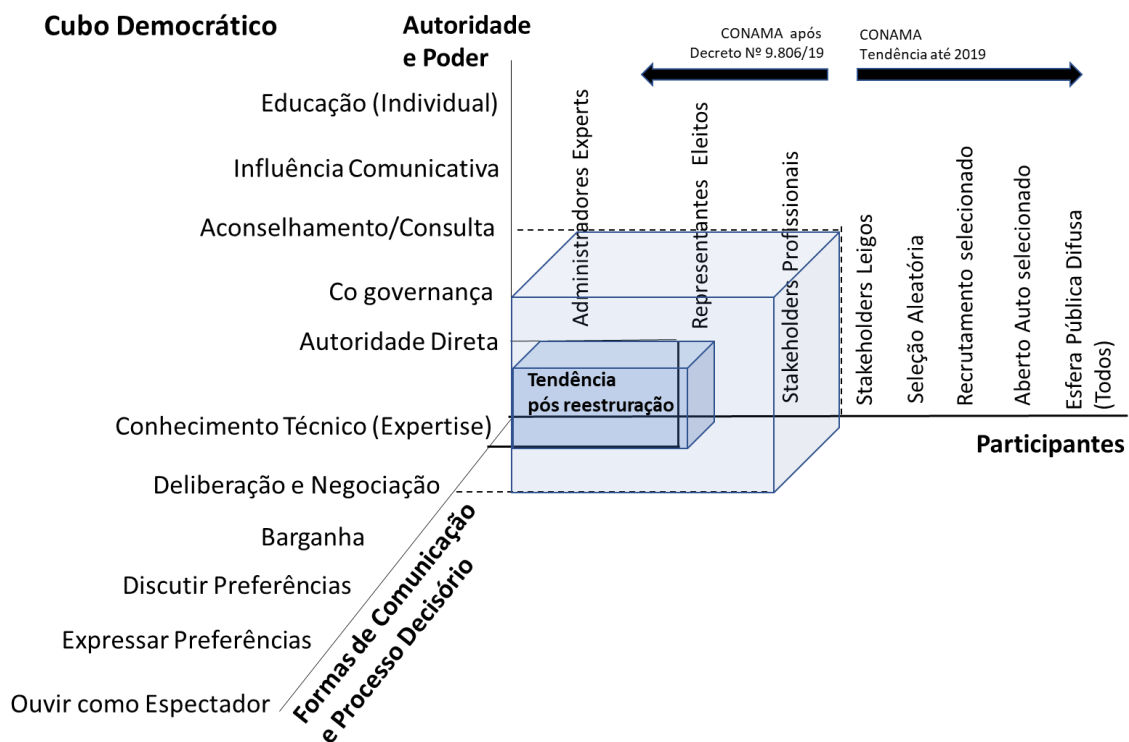 Cubo Democrático
Autoridade
e Poder
CONAMA após
Decreto Nº 9.806/19
CONAMA
Tendência até 2019
Educação (Individual)
Influência Comunicativa
Aconselhamento/Consulta
Co governança
Autoridade Direta
Administradores Experts
Representantes Eleitos
Stakeholders Profissionais
Stakeholders Leigos
Seleção Aleatória
Recrutamento selecionado
Aberto Auto selecionado
Esfera Pública Difusa
(Todos)
Tendência
pós reestruração
Participantes
Conhecimento Técnico (Expertise)
Deliberação e Negociação
Barganha
Discutir Preferências
Expressar Preferências
Ouvir como Espectador
Formas de Comunicação
e Processo Decisório